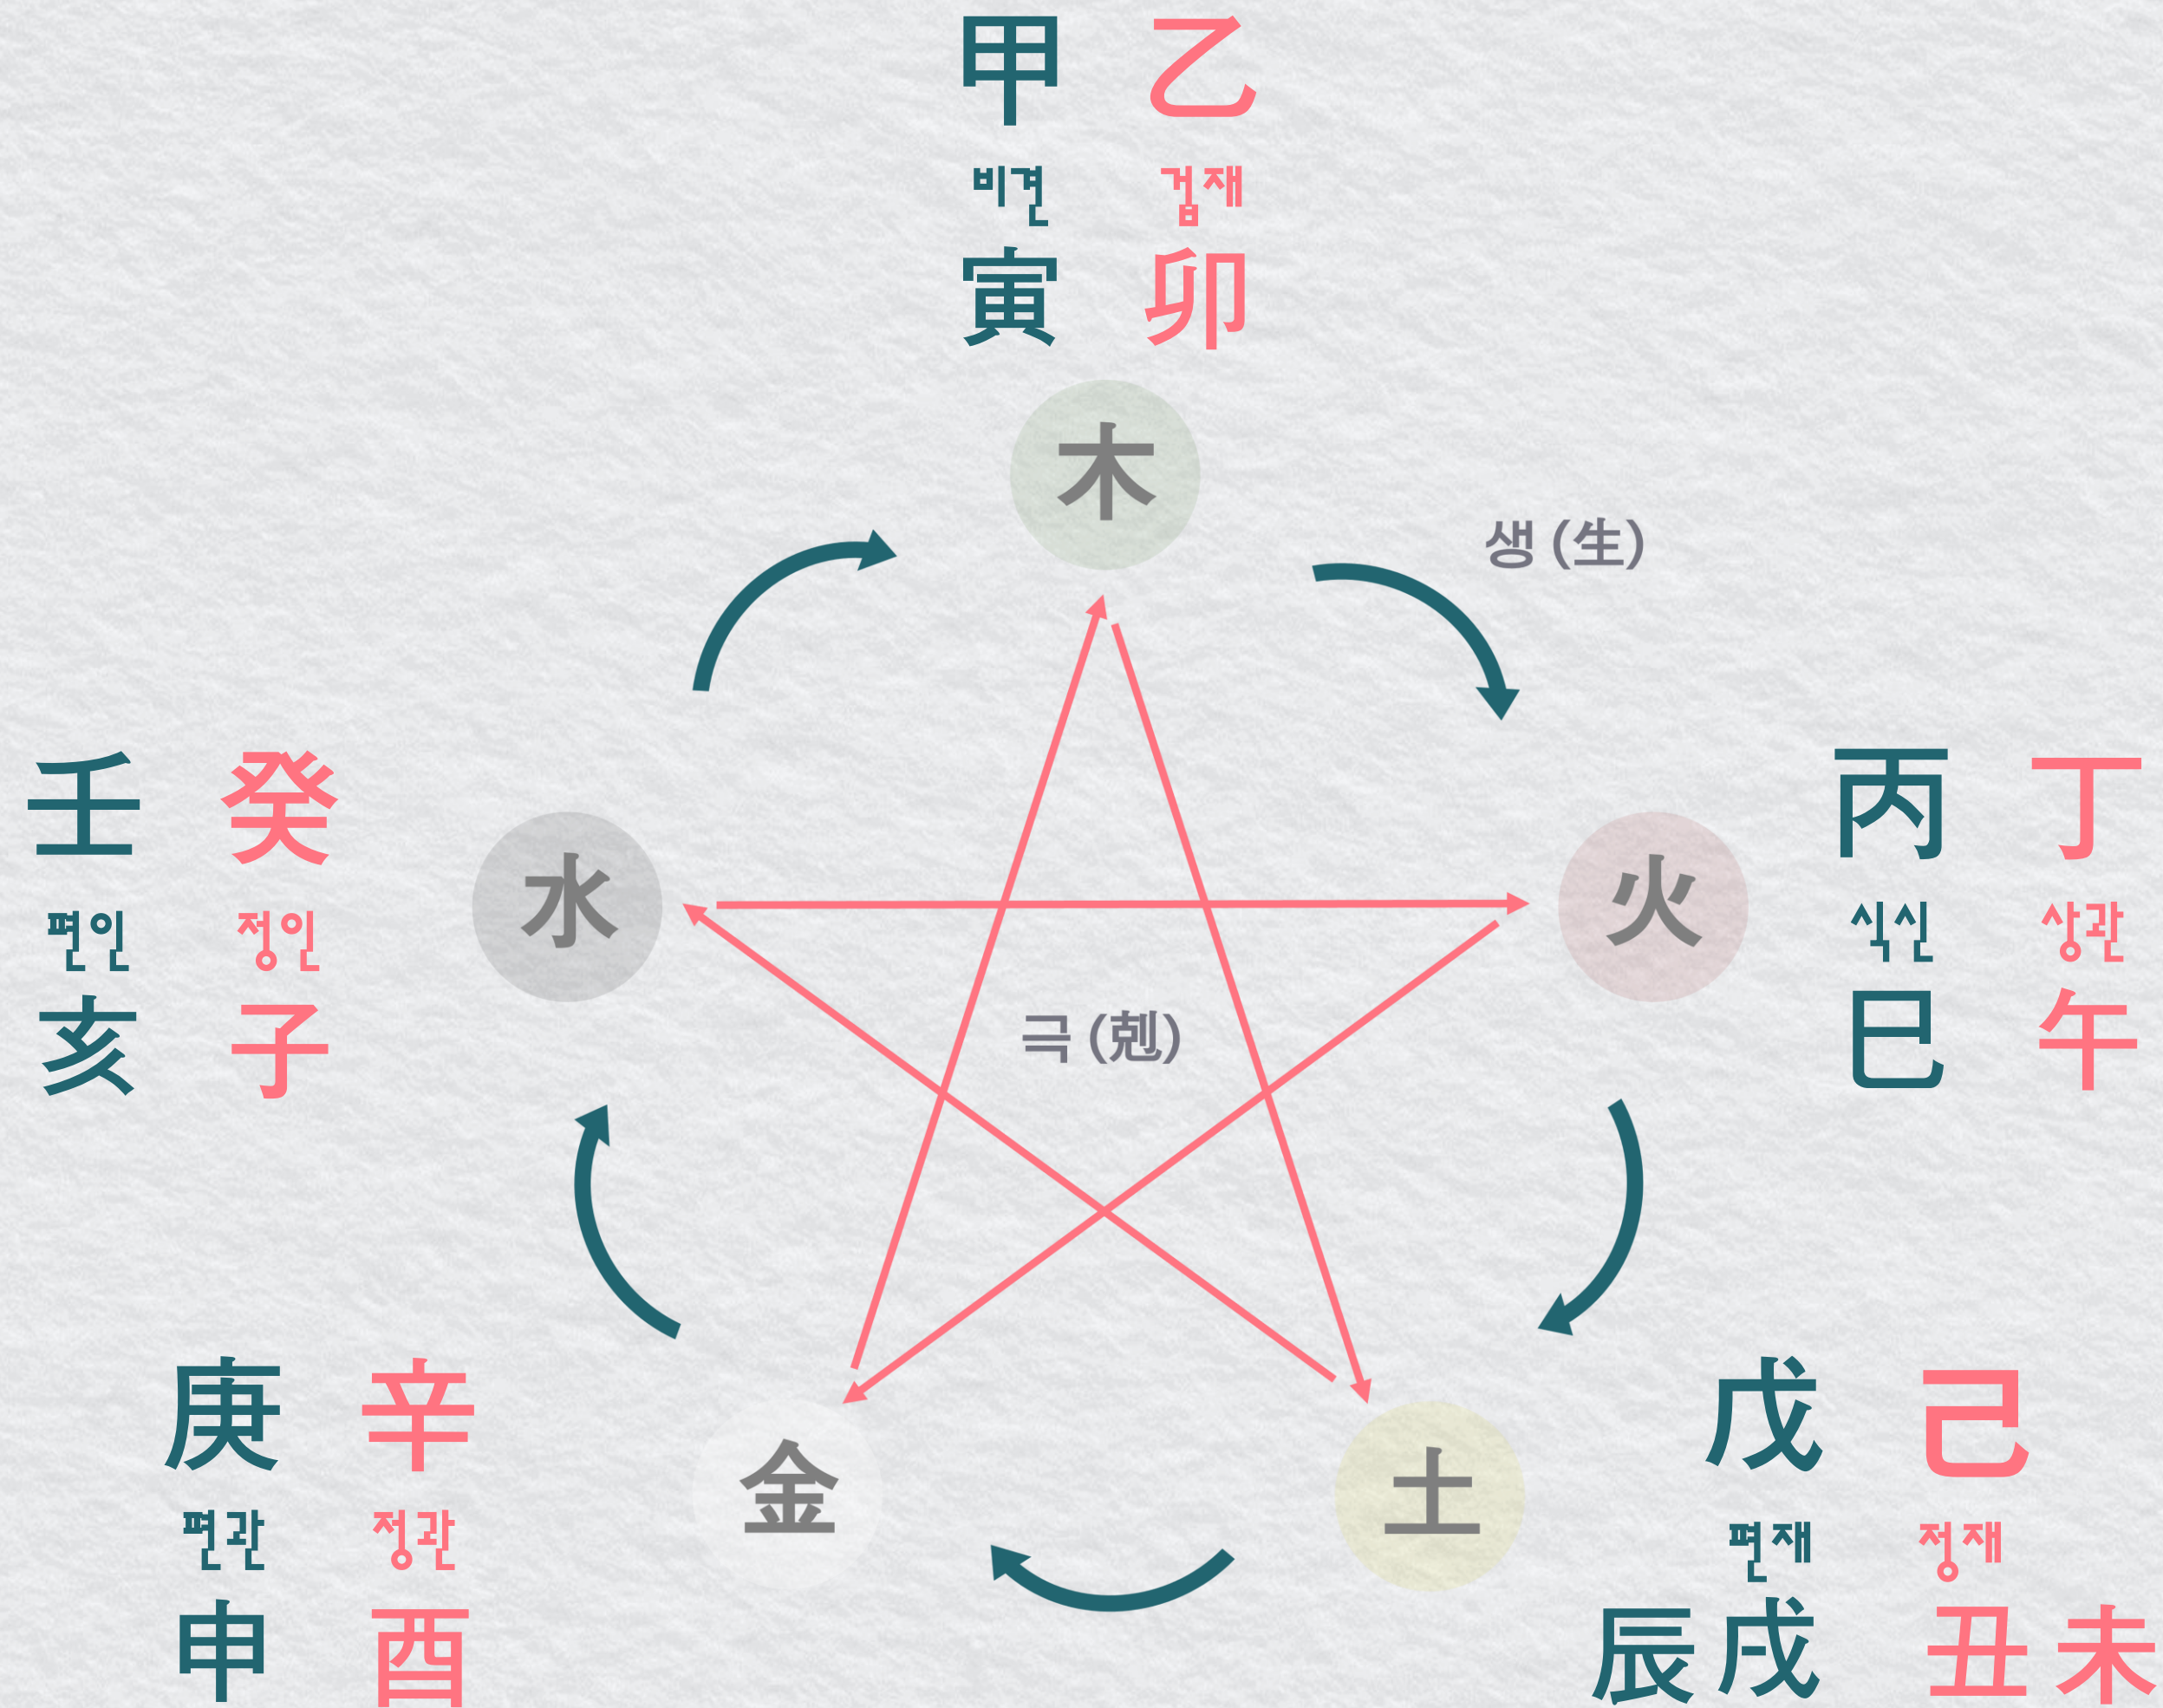 甲 乙
비견 겁재
寅 卯
木
생 (生)
壬 癸
편인 정인
亥 子
水
火
丙 丁
식신 상관
巳 午
극 (剋)
庚 辛
편관 정관
申 酉
金
土
戊 己
편재 정재
辰 戌 丑 未